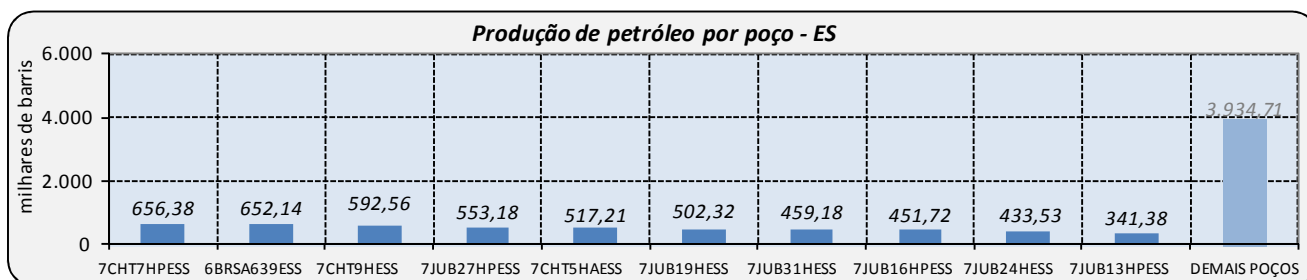 Produção de petróleo por poço - ES
milhares de barris
6.000
4.000
2.000
0
656,38
652,14
592,56
553,18
517,21
502,32
459,18
451,72
433,53
341,38
3.934,71
7CHT7HPESS
6BRSA639ESS
7CHT9HESS
7JUB27HPESS
7CHT5HAESS
7JUB19HESS
7JUB31HESS
7JUB16HPESS
7JUB24HESS
7JUB13HPESS
DEMAIS POÇOS